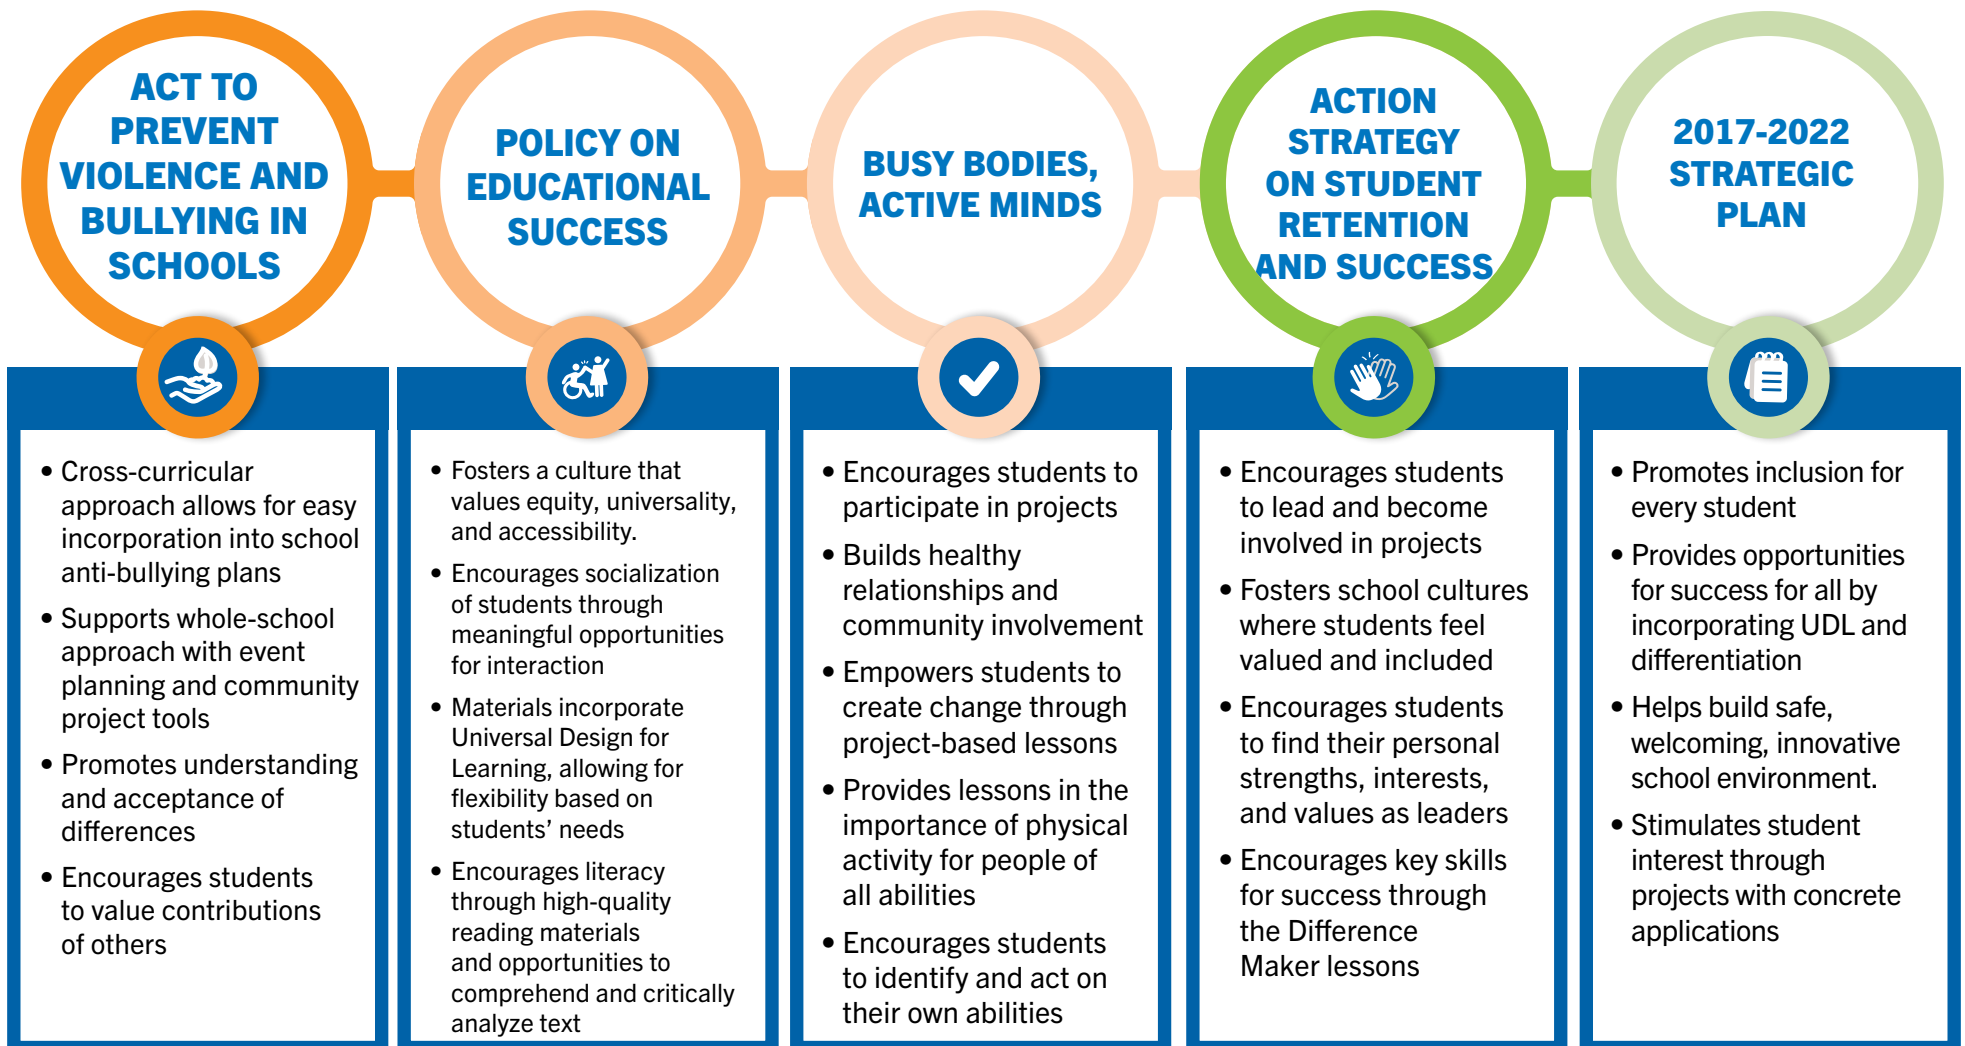 ACT TO
PREVENT
VIOLENCE AND
BULLYING IN
SCHOOLS
• Cross-curricular
approach allows for easy
incorporation into school
anti-bullying plans
• Supports whole-school
approach with event
planning and community
project tools
• Promotes understanding
and acceptance of
differences
• Encourages students
to value contributions
of others
POLICY ON
EDUCATIONAL
SUCCESS
• Fosters a culture that
values equity, universality,
and accessibility.
• Encourages socialization
of students through
meaningful opportunities
for interaction
• Materials incorporate
Universal Design for
Learning, allowing for
flexibility based on
students’ needs
• Encourages literacy
through high-quality
reading materials
and opportunities to
comprehend and critically
analyze text
BUSY BODIES,
ACTIVE MINDS
• Encourages students to
participate in projects
• Builds healthy
relationships and
community involvement
• Empowers students to
create change through
project-based lessons
• Provides lessons in the
importance of physical
activity for people of
all abilities
• Encourages students
to identify and act on
their own abilities
ACTION
STRATEGY
ON STUDENT
RETENTION
AND SUCCESS
• Encourages students
to lead and become
involved in projects
• Fosters school cultures
where students feel
valued and included
• Encourages students
to find their personal
strengths, interests,
and values as leaders
• Encourages key skills
for success through
the Difference
Maker lessons
2017-2022
STRATEGIC
PLAN
• Promotes inclusion for
every student
• Provides opportunities
for success for all by
incorporating UDL and
differentiation
• Helps build safe,
welcoming, innovative
school environment.
• Stimulates student
interest through
projects with concrete
applications